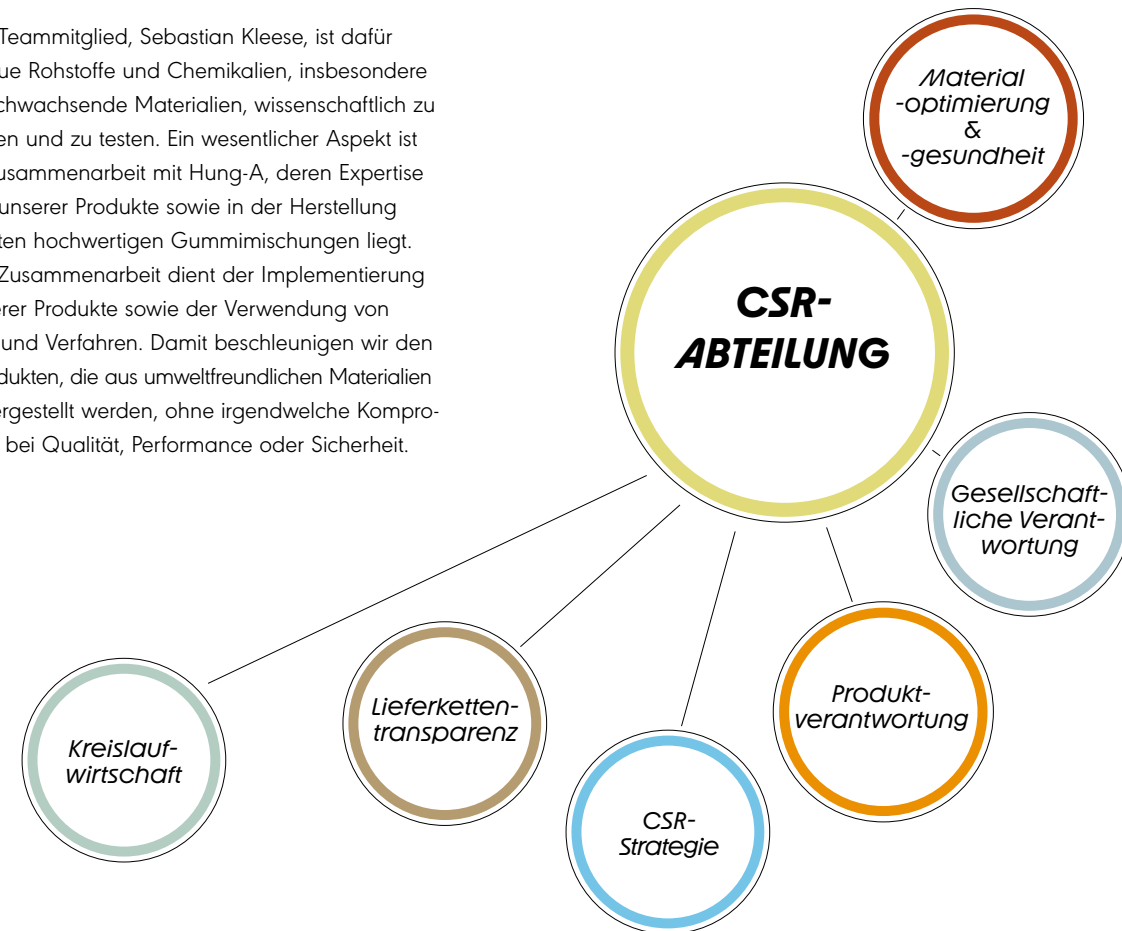 Teammitglied, Sebastian Kleese, ist dafür
ue Rohstoffe und Chemikalien, insbesondere
chwachsende Materialien, wissenschaftlich zu
en und zu testen. Ein wesentlicher Aspekt ist
usammenarbeit mit Hung-A, deren Expertise
unserer Produkte sowie in der Herstellung
ten hochwertigen Gummimischungen liegt.
Zusammenarbeit dient der Implementierung
erer Produkte sowie der Verwendung von
und Verfahren. Damit beschleunigen wir den
dukten, die aus umweltfreundlichen Materialien
ergestellt werden, ohne irgendwelche Kompro-
bei Qualität, Performance oder Sicherheit.
Material
-optimierung
&
-gesundheit
CSR-
ABTEILUNG
Gesellschaft-
liche Verant-
wortung
Produkt-
verantwortung
Lieferketten-
transparenz
Kreislauf-
wirtschaft
CSR-
Strategie